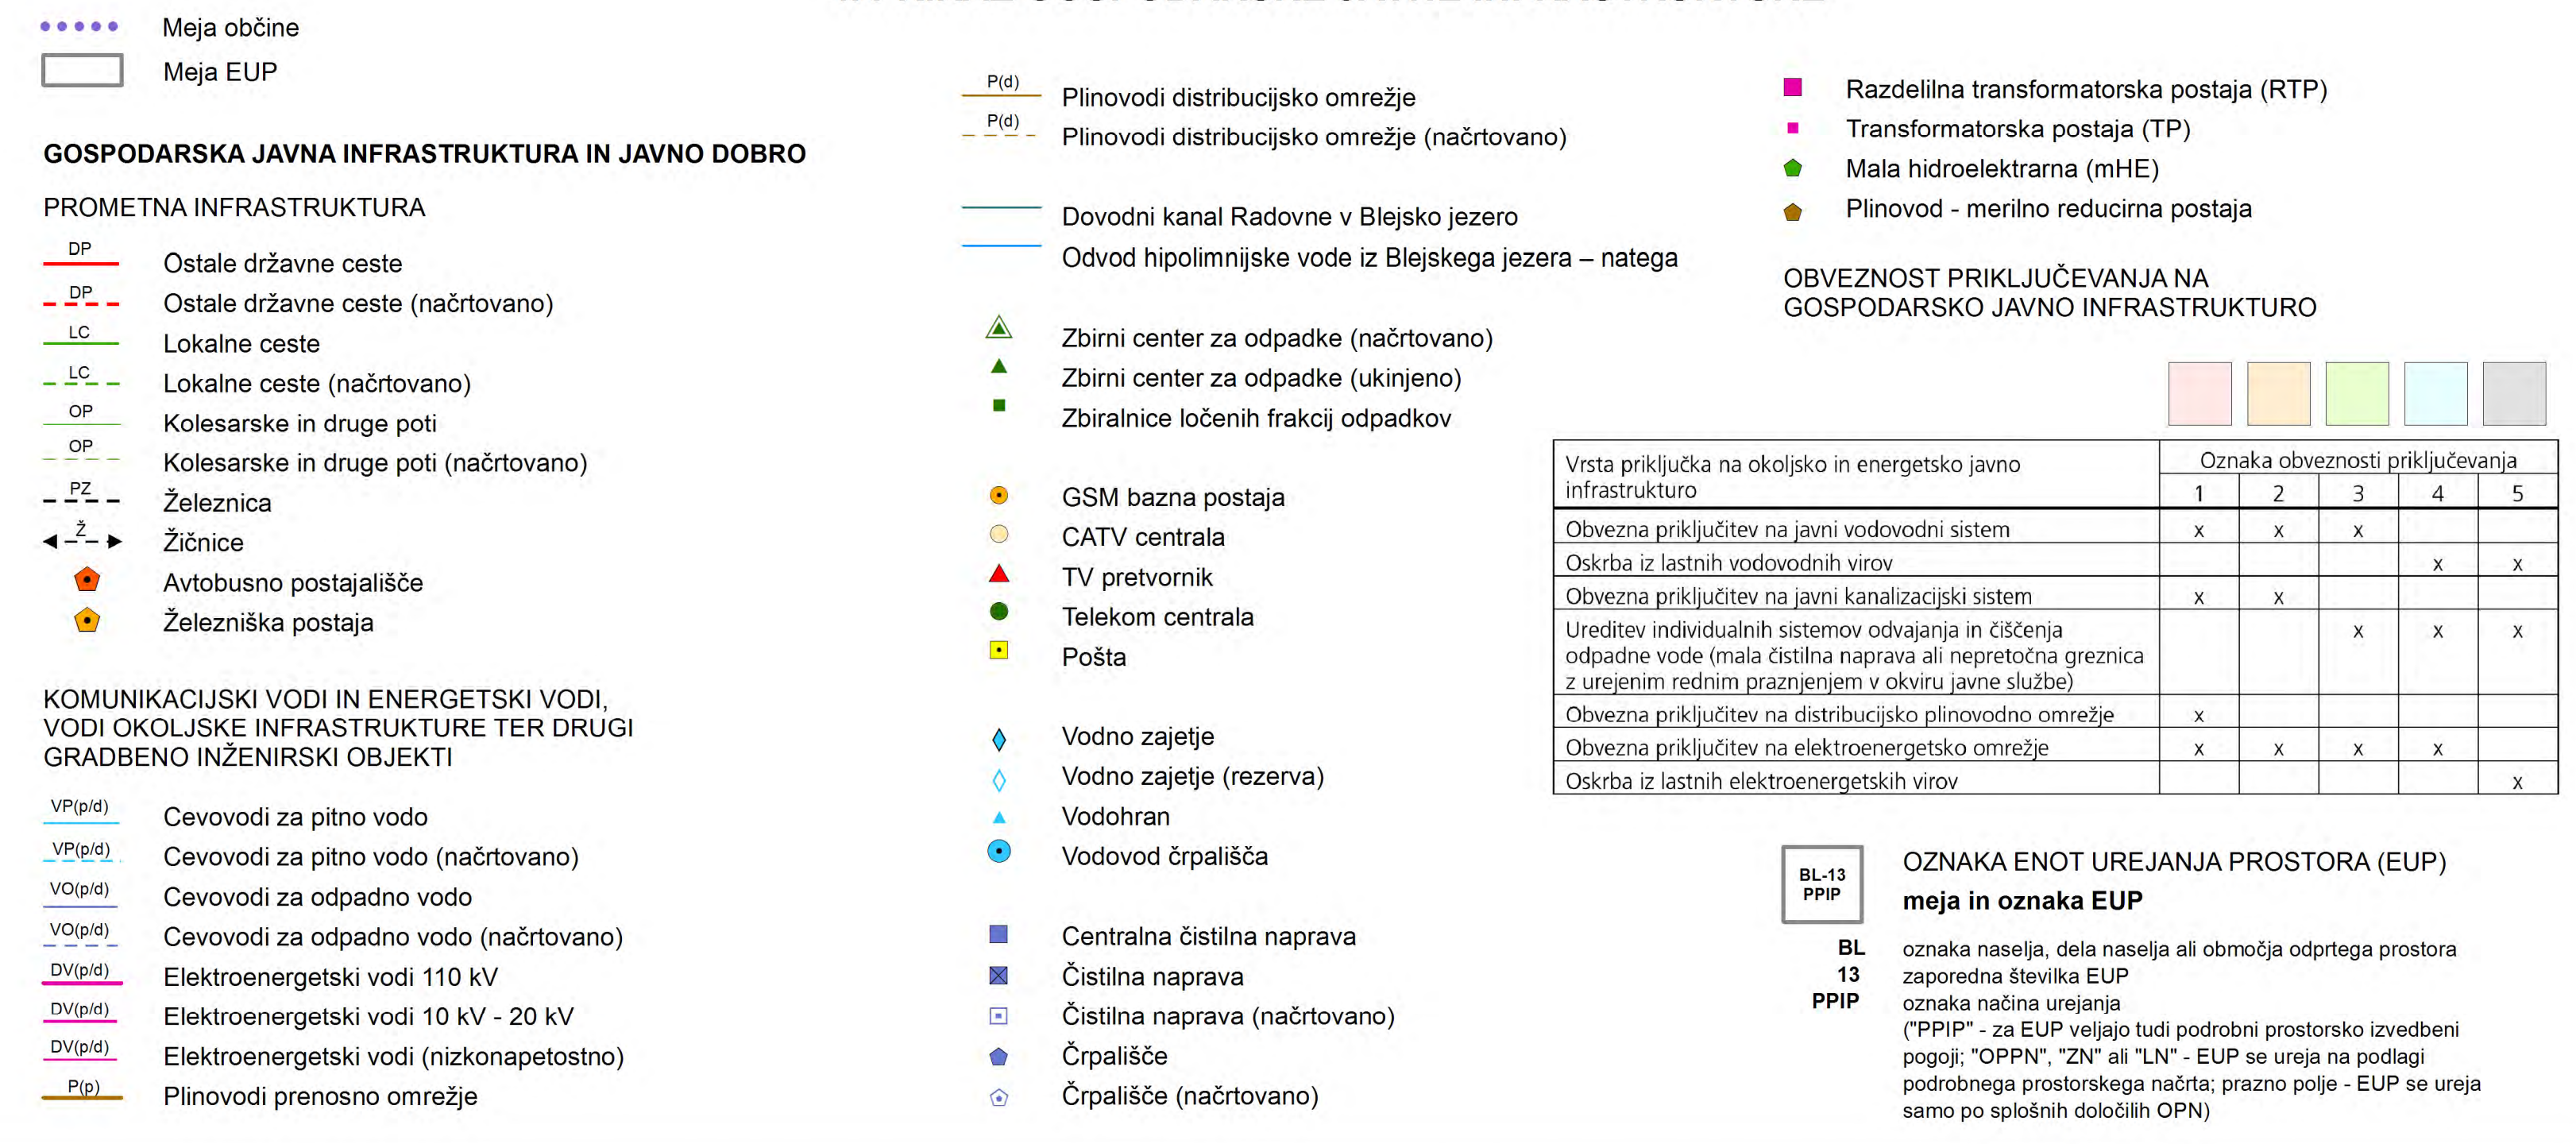 Meja občine
Meja EUP
GOSPODARSKA JAVNA INFRASTRUKTURA IN JAVNO DOBRO
PROMETNA INFRASTRUKTURA
DP
Ostale državne ceste
DP
Ostale državne ceste (načrtovano)
LC
Lokalne ceste
LC
Lokalne ceste (načrtovano)
OP
Kolesarske in druge poti
OP
Kolesarske in druge poti (načrtovano)
PZ
Železnica
Ž
Žičnice
Avtobusno postajališče
Železniška postaja
KOMUNIKACIJSKI VODI IN ENERGETSKI VODI,
VODI OKOLJSKE INFRASTRUKTURE TER DRUGI
GRADBENO INŽENIRSKI OBJEKTI
VP(p/d)
Cevovodi za pitno vodo
VP(p/d)
Cevovodi za pitno vodo (načrtovano)
VO(p/d)
Cevovodi za odpadno vodo
VO(p/d)
Cevovodi za odpadno vodo (načrtovano)
DV(p/d)
Elektroenergetski vodi 110 kV
DV(p/d)
Elektroenergetski vodi 10 kV - 20 kV
DV(p/d)
Elektroenergetski vodi (nizkonapetostno)
P(p)
Plinovodi prenosno omrežje
P(d)
Plinovodi distribucijsko omrežje
P(d)
Plinovodi distribucijsko omrežje (načrtovano)
Dovodni kanal Radovne v Blejsko jezero
Odvod hipolimnijske vode iz Blejskega jezera – natega
Zbirni center za odpadke (načrtovano)
Zbirni center za odpadke (ukinjeno)
Zbiralnice ločenih frakcij odpadkov
GSM bazna postaja
CATV centrala
TV pretvornik
Telekom centrala
Pošta
Vodno zajetje
Vodno zajetje (rezerva)
Vodohran
Vodovod črpališča
Centralna čistilna naprava
Čistilna naprava
Čistilna naprava (načrtovano)
Črpališče
Črpališče (načrtovano)
Razdelilna transformatorska postaja (RTP)
Transformatorska postaja (TP)
Mala hidroelektrarna (mHE)
Plinovod - merilno reducirna postaja
OBVEZNOST PRIKLJUČEVANJA NA
GOSPODARSKO JAVNO INFRASTRUKTURO
Vrsta priključka na okoljsko in energetsko javno
infrastrukturo
Oznaka obveznosti priključevanja
1 2 3 4 5
Obvezna priključitev na javni vodovodni sistem x x x
Oskrba iz lastnih vodovodnih virov x x
Obvezna priključitev na javni kanalizacijski sistem x x
Ureditev individualnih sistemov odvajanja in čiščenja x x x
odpadne vode (mala čistilna naprava ali nepretočna greznica
z urejenim rednim praznjenjem v okviru javne službe)
Obvezna priključitev na distribucijsko plinovodno omrežje x
Obvezna priključitev na elektroenergetsko omrežje x x x x
Oskrba iz lastnih elektroenergetskih virov x
BL-13
PPIP
OZNAKA ENOT UREJANJA PROSTORA (EUP)
meja in oznaka EUP
BL oznaka naselja, dela naselja ali območja odprtega prostora
13 zaporedna številka EUP
PPIP oznaka načina urejanja
("PPIP" - za EUP veljajo tudi podrobni prostorsko izvedbeni
pogoji; "OPPN", "ZN" ali "LN" - EUP se ureja na podlagi
podrobnega prostorskega načrta; prazno polje - EUP se ureja
samo po splošnih določilih OPN)